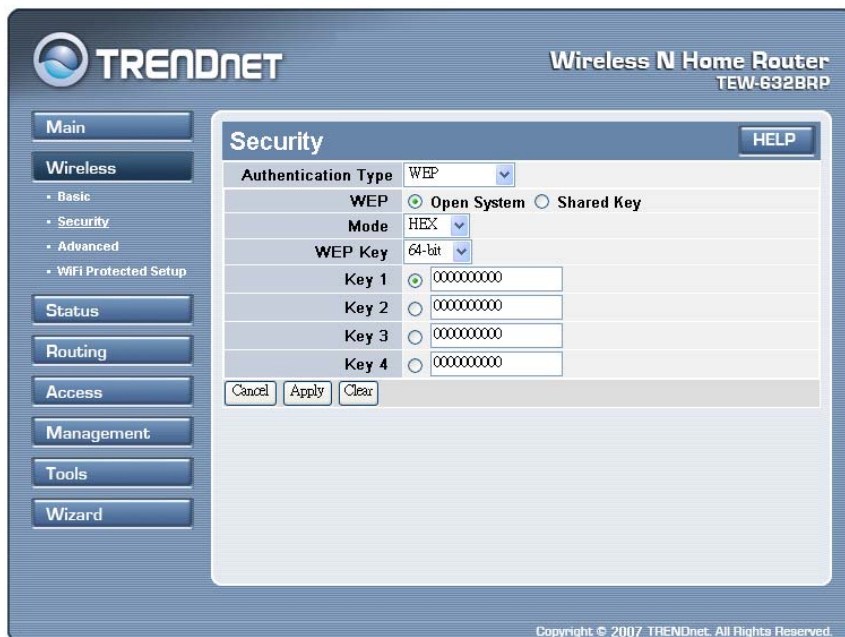 TRENDNET
Wireless N Home Router
TEW-632BRP
Main
Wireless
• Basic
• Security
• Advanced
• WiFi Protected Setup
Status
Routing
Access
Management
Tools
Wizard
Security
HELP
Authentication Type WEP
WEP Open System Shared Key
Mode HEX
WEP Key 64-bit
Key 1 0000000000
Key 2 0000000000
Key 3 0000000000
Key 4 0000000000
Cancel Apply Clear
Copyright © 2007 TRENDnet. All Rights Reserved.